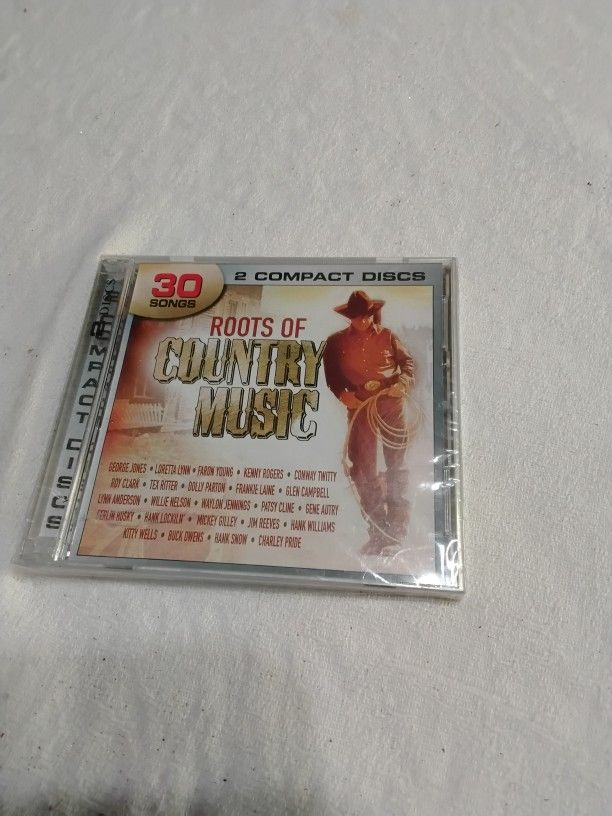 30
SONGS
2 COMPACT DISCS
ROOTS OF
COUNTRY
MUSIC
GEORGE JONES • LORETTA LYNN • FARON YOUNG • KENNY ROGERS • CONWAY TWITTY
ROY CLARK • TEX RITTER • DOLLY PARTON • FRANKIE LANE • GLEN CAMPBELL
LYNN ANDERSON • WILLIE NELSON • WAYLON JENNINGS • PATSY CLINE • GENE AUTRY
FERLIN HUSKY • HANK LOCKLIN • MICKEY GILLEY • JIM REEVES • HANK WILLIAMS
KITTY WELLS • BUCK OWENS • HANK SNOW • CHARLEY PRIDE
2 COMPACT DISCS